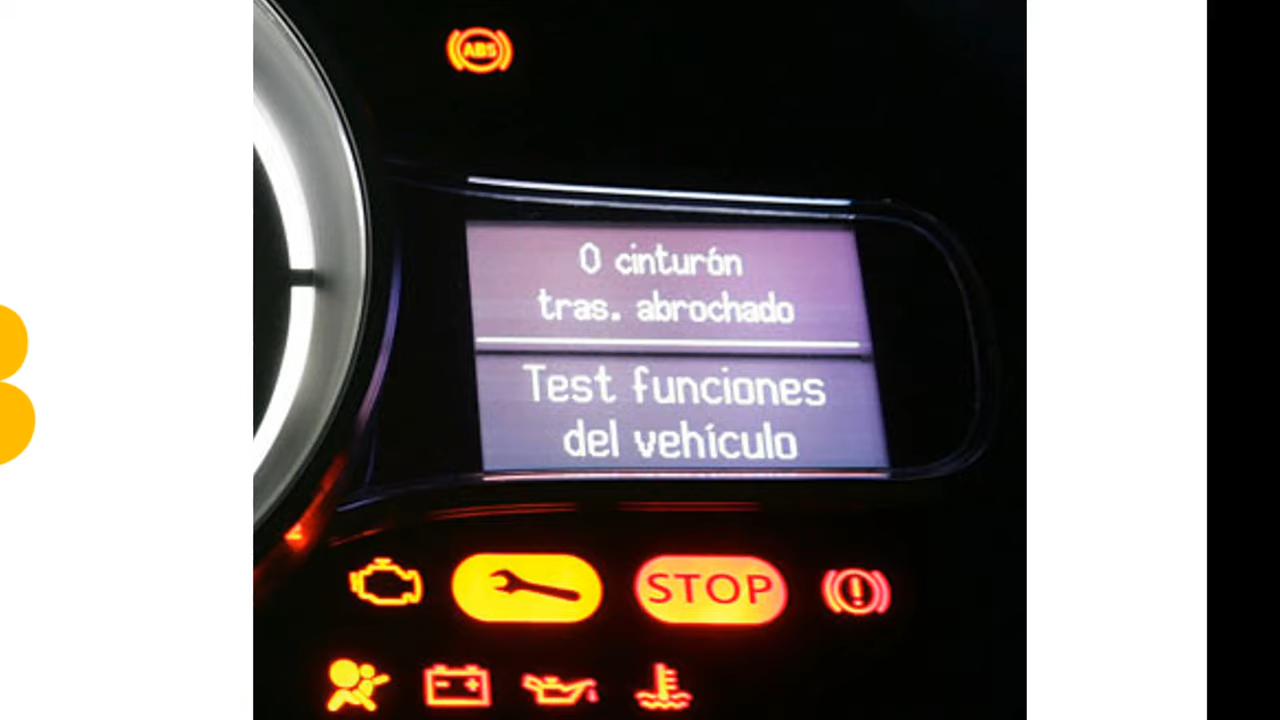 ABS
0 cinturón
tras. abrochado
Test funciones
del vehículo
STOP